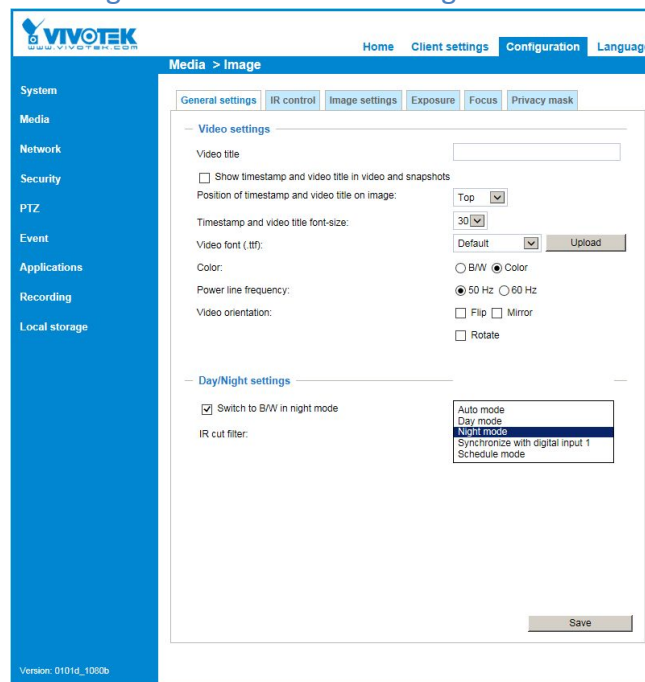 VIVOTEK
www.vivotek.com
Home Client settings Configuration Languag
Media > Image
System
Media
Network
Security
PTZ
Event
Applications
Recording
Local storage
General settings IR control Image settings Exposure Focus Privacy mask
Video settings
Video title
Show timestamp and video title in video and snapshots
Position of timestamp and video title on image: Top
Timestamp and video title font-size: 30
Video font (.ttf): Default Upload
Color: B/W Color
Power line frequency: 50 Hz 60 Hz
Video orientation: Flip Mirror
Rotate
Day/Night settings
Switch to B/W in night mode
IR cut filter:
Auto mode
Day mode
Night mode
Synchronize with digital input 1
Schedule mode
Save
Version: 0101d_1080b